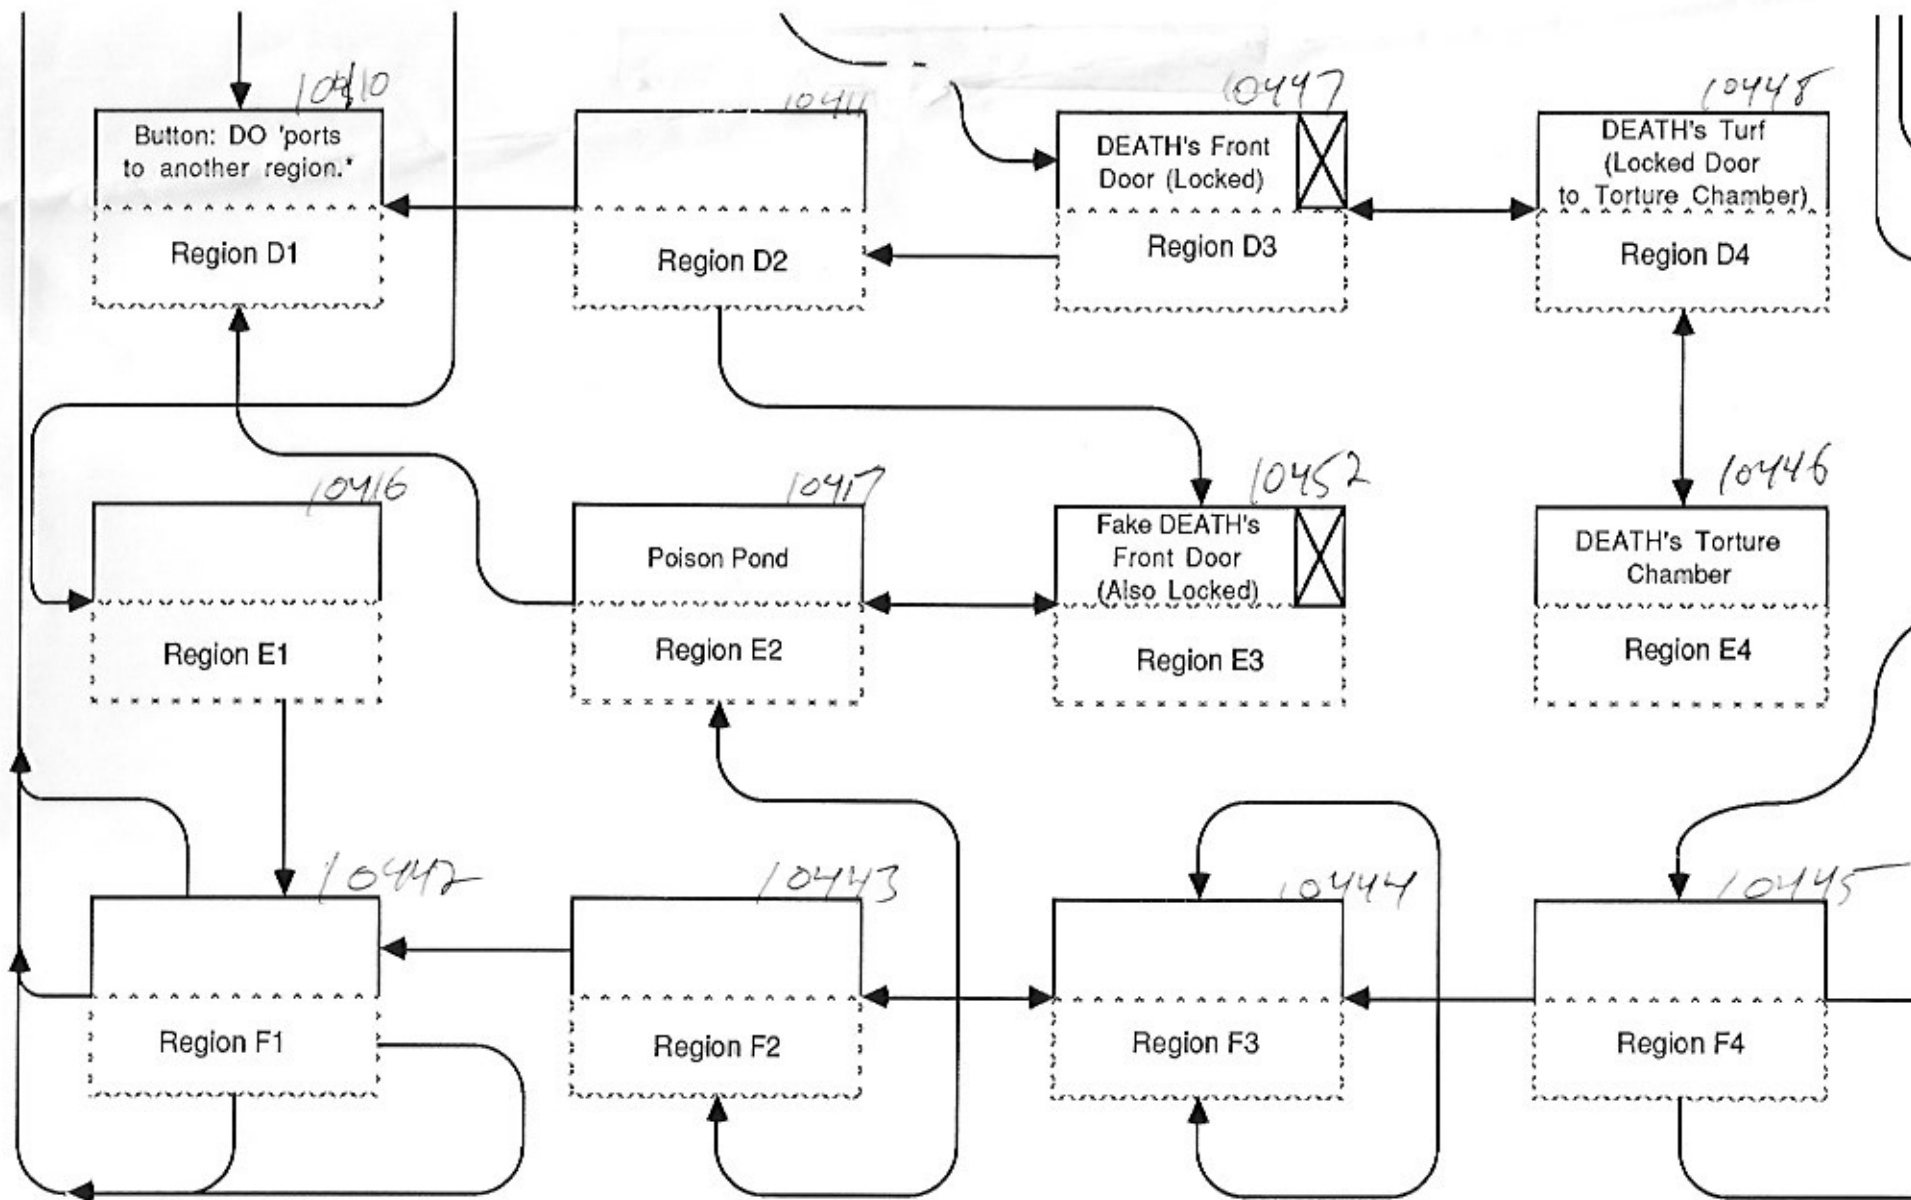 10410
10411
10447
10448
Button: DO 'ports
to another region.*
DEATH's Front
Door (Locked)
DEATH's Turf
(Locked Door
to Torture Chamber)
Region D1
Region D2
Region D3
Region D4
10416
10417
10452
10446
Poison Pond
Fake DEATH's
Front Door
(Also Locked)
DEATH's Torture
Chamber
Region E1
Region E2
Region E3
Region E4
10442
10443
10444
10445
Region F1
Region F2
Region F3
Region F4